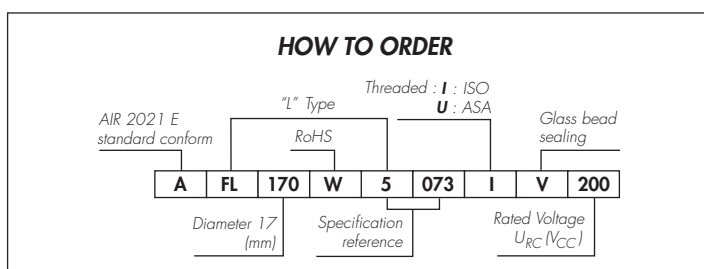 HOW TO ORDER
Threaded : I : ISO
U : ASA
"L" Type
Glass bead
sealing
AIR 2021 E
standard conform
RoHS
A FL 170 W 5 073 I V 200
Diameter 17
(mm)
Specification
reference
Rated Voltage
URC (VCC)